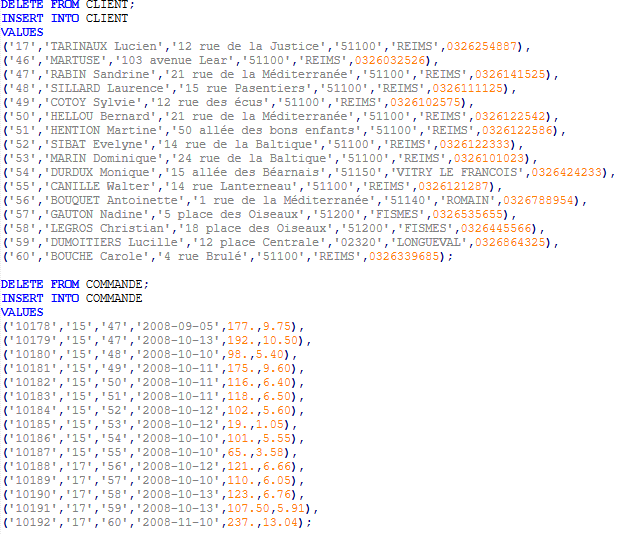 DELETE FROM CLIENT;
INSERT INTO CLIENT
VALUES
('17','TARINAUX Lucien','12 rue de la Justice','51100','REIMS',0326254887),
('46','MARTUSE','103 avenue Lear','51100','REIMS',0326032526),
('47','RABIN Sandrine','21 rue de la Méditerranée','51100','REIMS',0326141525),
('48','SILLARD Laurence','15 rue Pasentiers','51100','REIMS',0326111125),
('49','COTOY Sylvie','12 rue des écus','51100','REIMS',0326102575),
('50','HELLOU Bernard','21 rue de la Méditerranée','51100','REIMS',0326122542),
('51','HENTION Martine','50 allée des bons enfants','51100','REIMS',0326122586),
('52','SIBAT Evelyne','14 rue de la Baltique','51100','REIMS',0326122333),
('53','MARIN Dominique','24 rue de la Baltique','51100','REIMS',0326101023),
('54','DURDUX Monique','15 allée des Béarnais','51150','VITRY LE FRANCOIS',0326424233),
('55','CANILLE Walter','14 rue Lanterneau','51100','REIMS',0326121287),
('56','BOUQUET Antoinette','1 rue de la Méditerranée','51140','ROMAIN',0326788954),
('57','GAUTON Nadine','5 place des Oiseaux','51200','FISMES',0326535655),
('58','LEGROS Christian','18 place des Oiseaux','51200','FISMES',0326445566),
('59','DUMOITIERS Lucille','12 place Centrale','02320','LONGUEVAL',0326864325),
('60','BOUCHE Carole','4 rue Brulé','51100','REIMS',0326339685);
DELETE FROM COMMANDE;
INSERT INTO COMMANDE
VALUES
('10178','15','47','2008-09-05',177.,9.75),
('10179','15','47','2008-10-13',192.,10.50),
('10180','15','48','2008-10-10',98.,5.40),
('10181','15','49','2008-10-11',175.,9.60),
('10182','15','50','2008-10-11',116.,6.40),
('10183','15','51','2008-10-11',118.,6.50),
('10184','15','52','2008-10-12',102.,5.60),
('10185','15','53','2008-10-12',19.,1.05),
('10186','15','54','2008-10-10',101.,5.55),
('10187','15','55','2008-10-10',65.,3.58),
('10188','17','56','2008-10-12',121.,6.66),
('10189','17','57','2008-10-10',110.,6.05),
('10190','17','58','2008-10-13',123.,6.76),
('10191','17','59','2008-10-13',107.50,5.91),
('10192','17','60','2008-11-10',237.,13.04);